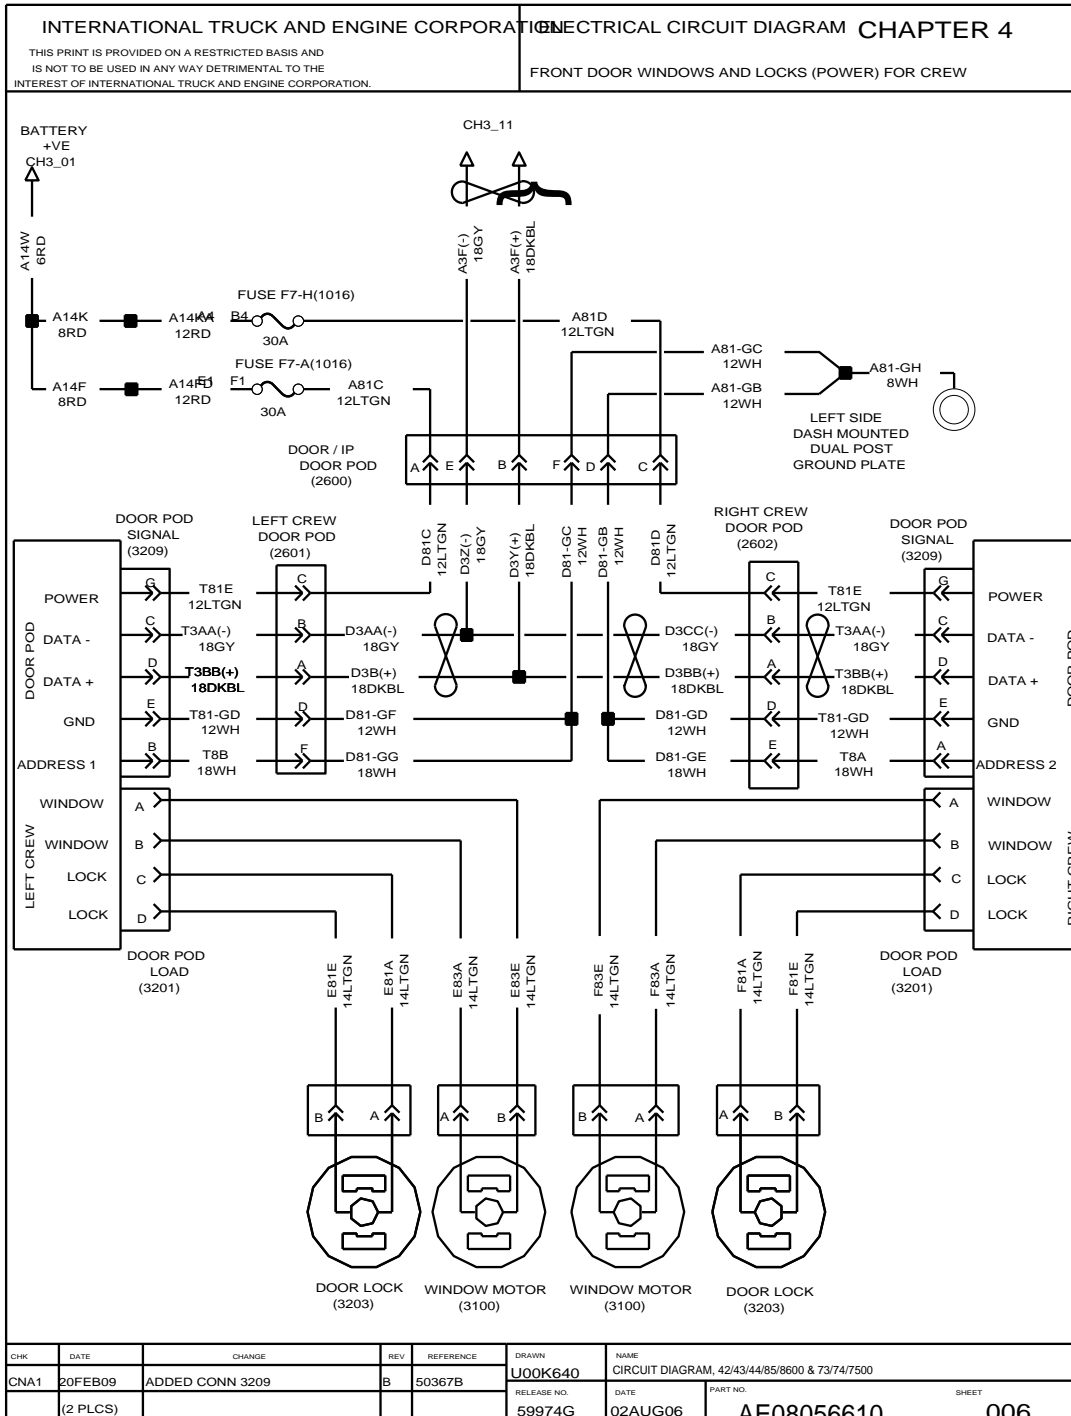 INTERNATIONAL TRUCK AND ENGINE CORPORATION
ELECTRICAL CIRCUIT DIAGRAM
CHAPTER 4
THIS PRINT IS PROVIDED ON A RESTRICTED BASIS AND
IS NOT TO BE USED IN ANY WAY DETRIMENTAL TO THE
INTEREST OF INTERNATIONAL TRUCK AND ENGINE CORPORATION.
FRONT DOOR WINDOWS AND LOCKS (POWER) FOR CREW
BATTERY
+VE
CH3_01
CH3_11
A14W
6RD
A3F(-)
18GY
A3F(+)
18DKBL
FUSE F7-H(1016)
A14K
8RD
A14KA
12RD
A4
B4
30A
A81D
12LTGN
FUSE F7-A(1016)
A14F
8RD
A14FD
12RD
E1
F1
30A
A81C
12LTGN
A81-GC
12WH
A81-GB
12WH
A81-GH
8WH
LEFT SIDE
DASH MOUNTED
DUAL POST
GROUND PLATE
DOOR / IP
DOOR POD
(2600)
A
E
B
F
D
C
D81C
12LTGN
D3Z(-)
18GY
D3Y(+)
18DKBL
D81-GC
12WH
D81-GB
12WH
D81D
12LTGN
DOOR POD
SIGNAL
(3209)
LEFT CREW
DOOR POD
(2601)
RIGHT CREW
DOOR POD
(2602)
DOOR POD
SIGNAL
(3209)
DOOR POD
LEFT CREW
DOOR POD
RIGHT CREW
POWER
G
T81E
12LTGN
C
C
T81E
12LTGN
G
POWER
DATA -
C
T3AA(-)
18GY
B
D3AA(-)
18GY
D3CC(-)
18GY
B
T3AA(-)
18GY
C
DATA -
DATA +
D
T3BB(+)
18DKBL
A
D3B(+)
18DKBL
D3BB(+)
18DKBL
A
T3BB(+)
18DKBL
D
DATA +
GND
E
T81-GD
12WH
D
D81-GF
12WH
D81-GD
12WH
D
T81-GD
12WH
E
GND
ADDRESS 1
B
T8B
18WH
F
D81-GG
18WH
D81-GE
18WH
E
T8A
18WH
A
ADDRESS 2
WINDOW
A
A
WINDOW
WINDOW
B
B
WINDOW
LOCK
C
C
LOCK
LOCK
D
D
LOCK
DOOR POD
LOAD
(3201)
DOOR POD
LOAD
(3201)
E81E
14LTGN
E81A
14LTGN
E83A
14LTGN
E83E
14LTGN
F83E
14LTGN
F83A
14LTGN
F81A
14LTGN
F81E
14LTGN
B
A
A
B
B
A
A
B
DOOR LOCK
(3203)
WINDOW MOTOR
(3100)
WINDOW MOTOR
(3100)
DOOR LOCK
(3203)
CHK
DATE
CHANGE
REV
REFERENCE
DRAWN
NAME
CNA1
20FEB09
ADDED CONN 3209
B
50367B
U00K640
CIRCUIT DIAGRAM, 42/43/44/85/8600 & 73/74/7500
RELEASE NO.
DATE
PART NO.
SHEET
(2 PLCS)
59974G
02AUG06
AE08056610
006